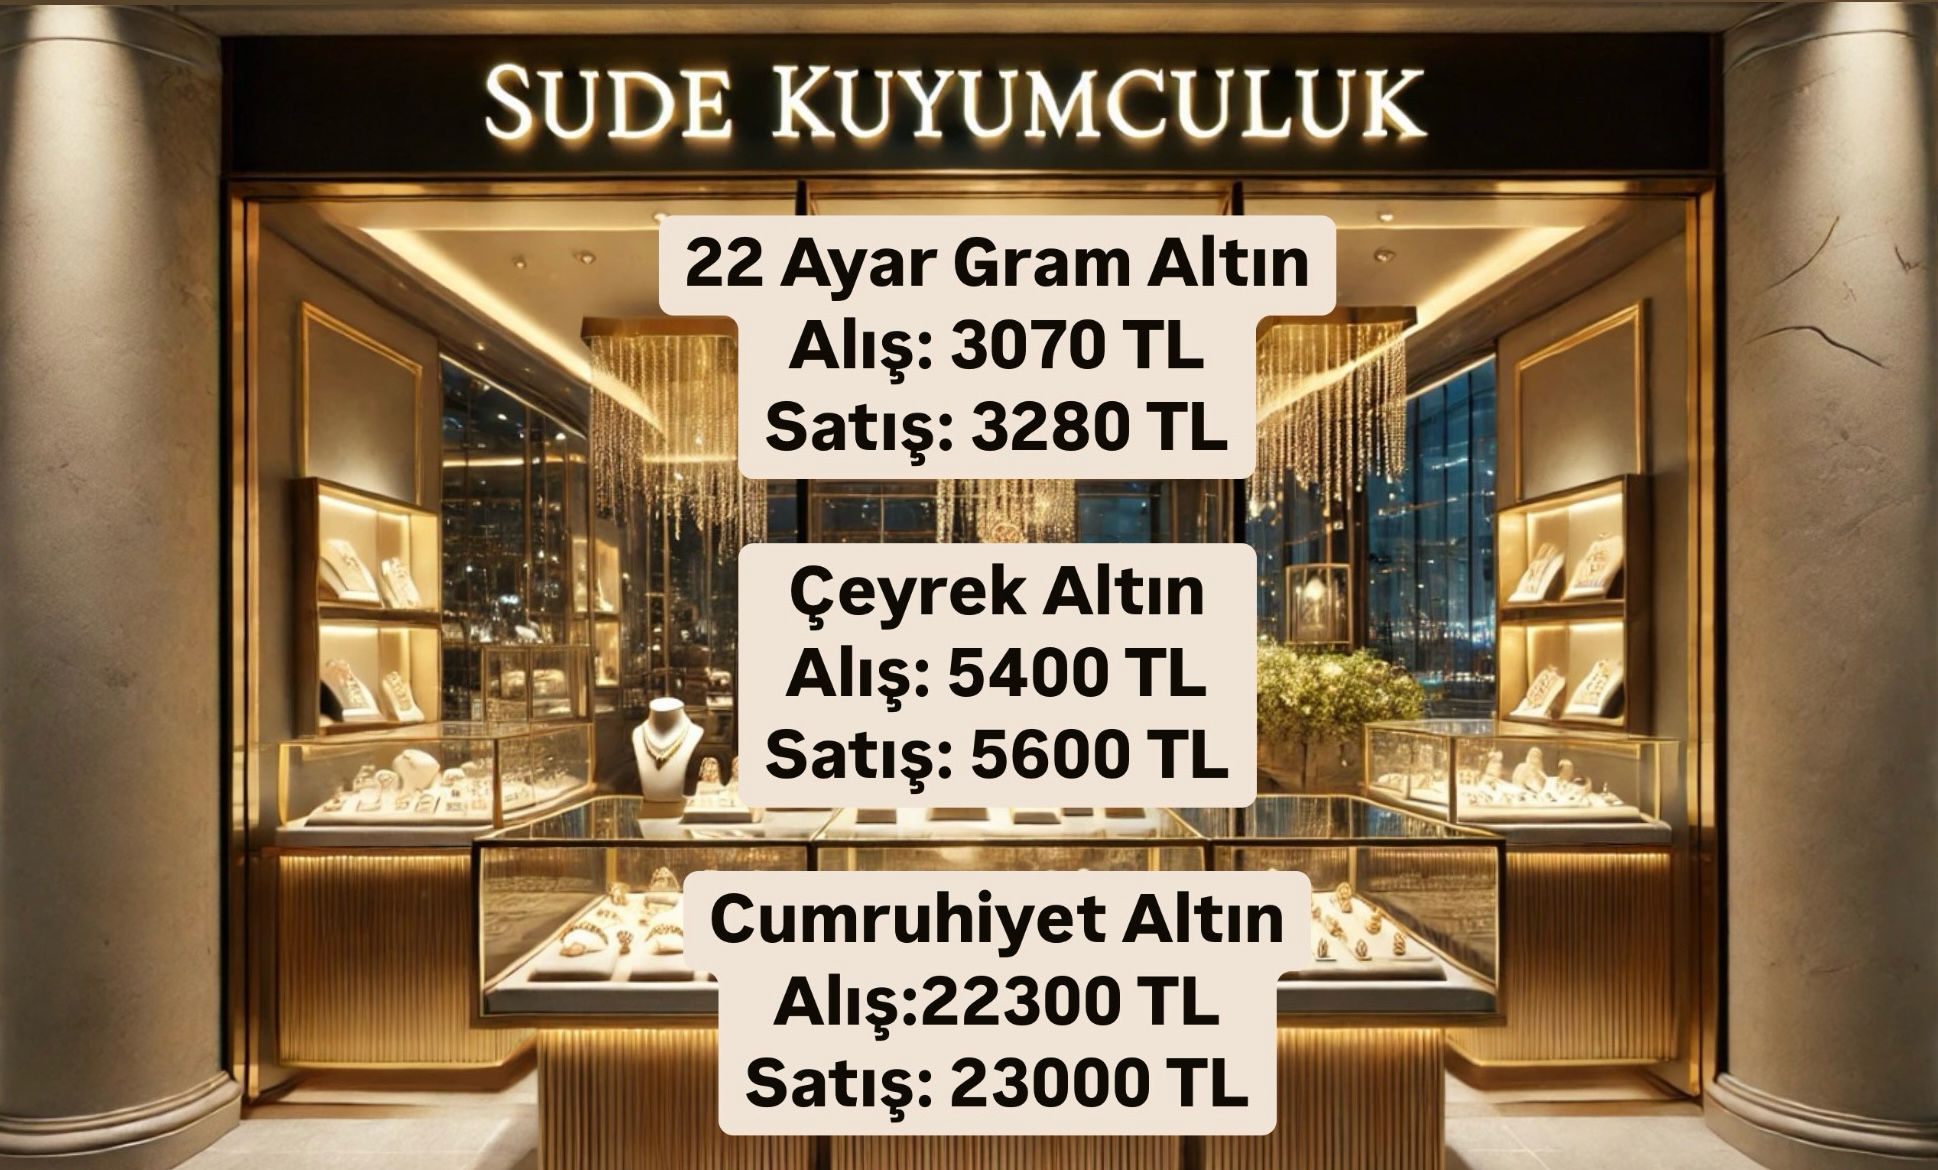 SUDE KUYUMCULUK
22 Ayar Gram Altın
Alış: 3070 TL
Satış: 3280 TL
Çeyrek Altın
Alış: 5400 TL
Satış: 5600 TL
Cumruhiyet Altın
Alış:22300 TL
Satış: 23000 TL